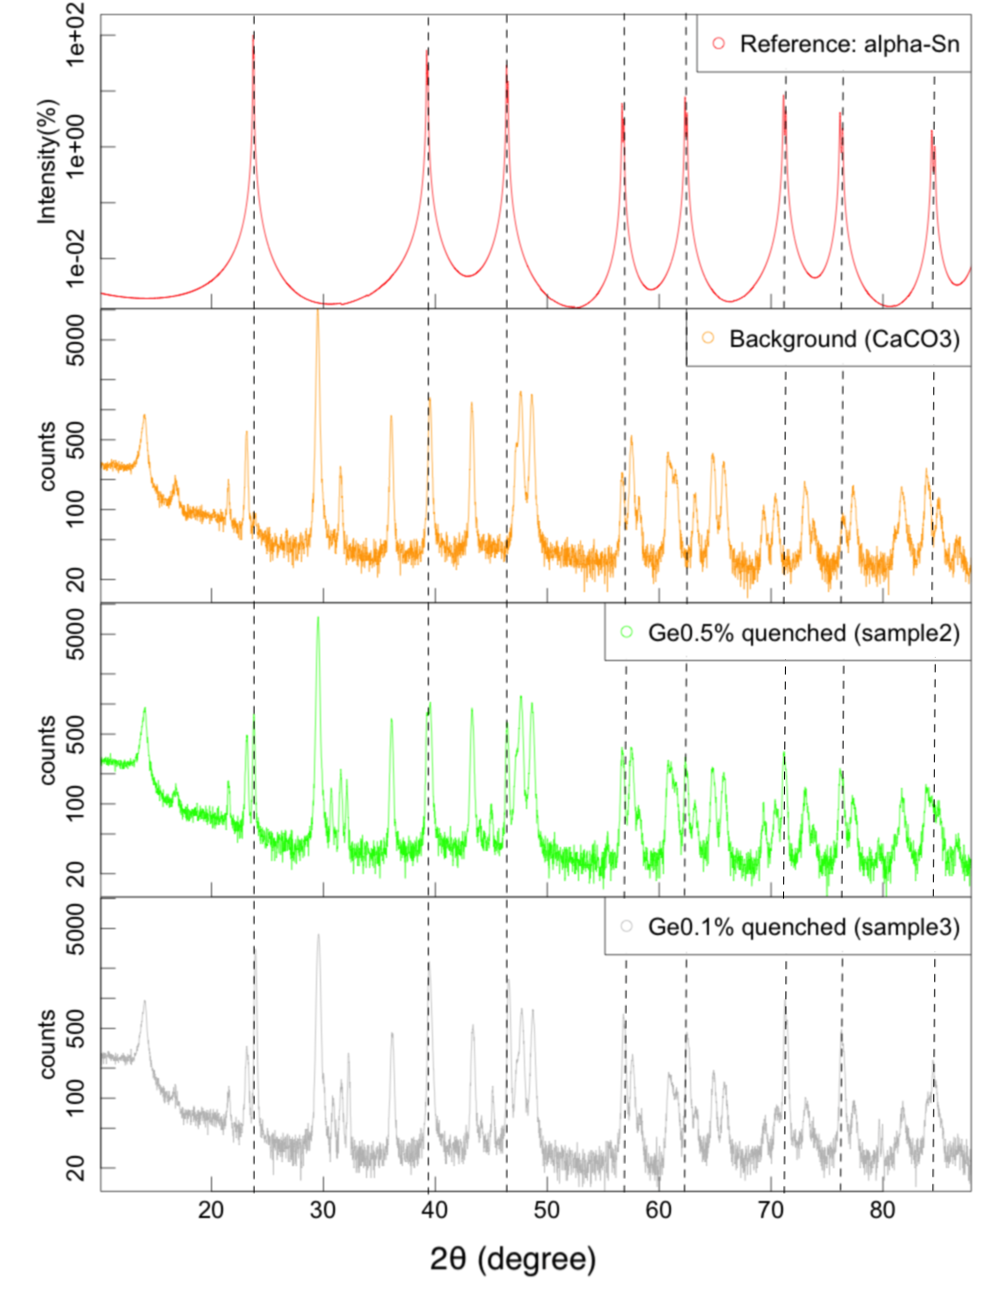 Reference: alpha-Sn
Intensity(%)
1e+02
1e+00
1e-02
Background (CaCO3)
counts
5000
500
100
20
Ge0.5% quenched (sample2)
counts
5000
500
100
20
Ge0.1% quenched (sample3)
counts
5000
500
100
20
20 30 40 50 60 70 80
2θ (degree)